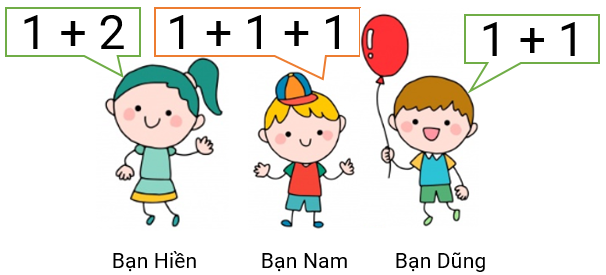 1 + 2
1 + 1 + 1
1 + 1
Bạn Hiền
Bạn Nam
Bạn Dũng